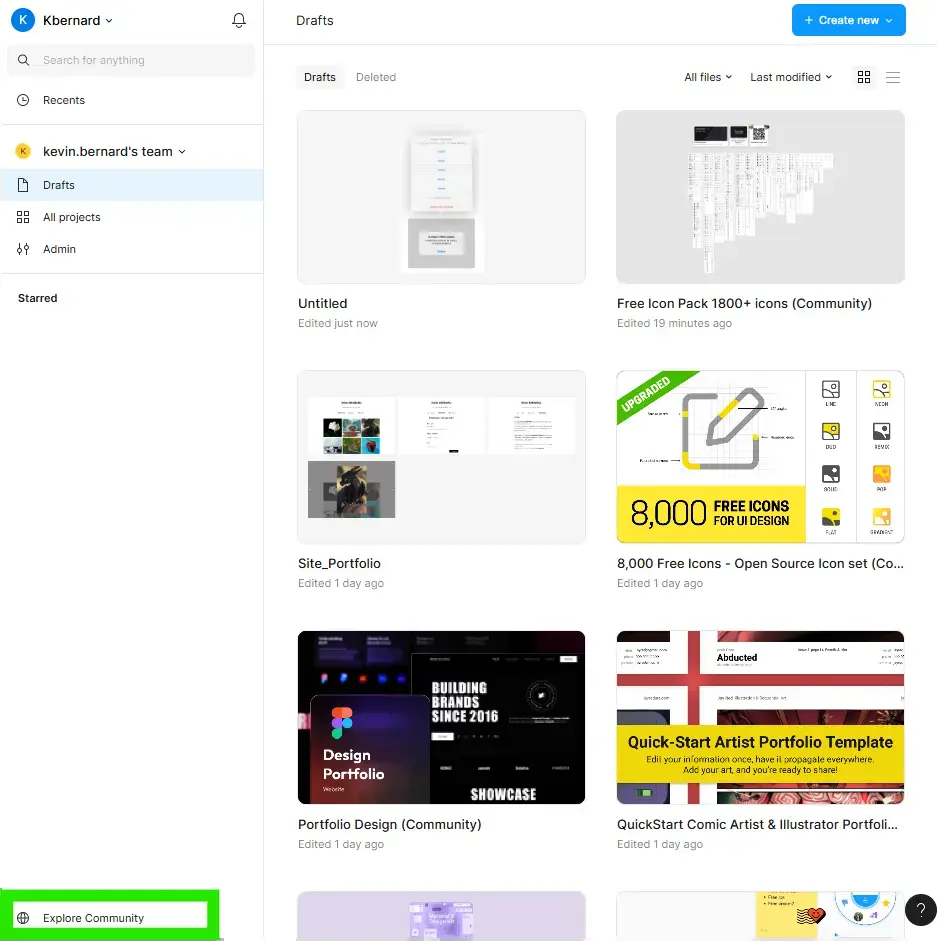 K Kbernard
Search for anything
Recents
K kevin.bernard's team
Drafts
All projects
Admin
Starred
Explore Community
Drafts
+ Create new
Drafts Deleted
All files Last modified
Untitled
Edited just now
Free Icon Pack 1800+ icons (Community)
Edited 19 minutes ago
Site_Portfolio
Edited 1 day ago
UPGRADED
LINE
NEON
DUO
REMIX
SOLID
POP
FLAT
GRADIENT
8,000 FREE ICONS
FOR UI DESIGN
8,000 Free Icons - Open Source Icon set (Co...
Edited 1 day ago
BUILDING
BRANDS
SINCE 2016
Design
Portfolio
Website
SHOWCASE
Portfolio Design (Community)
Edited 1 day ago
Abducted
Quick-Start Artist Portfolio Template
Edit your information once, have it propagate everywhere.
Add your art, and you're ready to share!
QuickStart Comic Artist & Illustrator Portfoli...
Edited 1 day ago
?